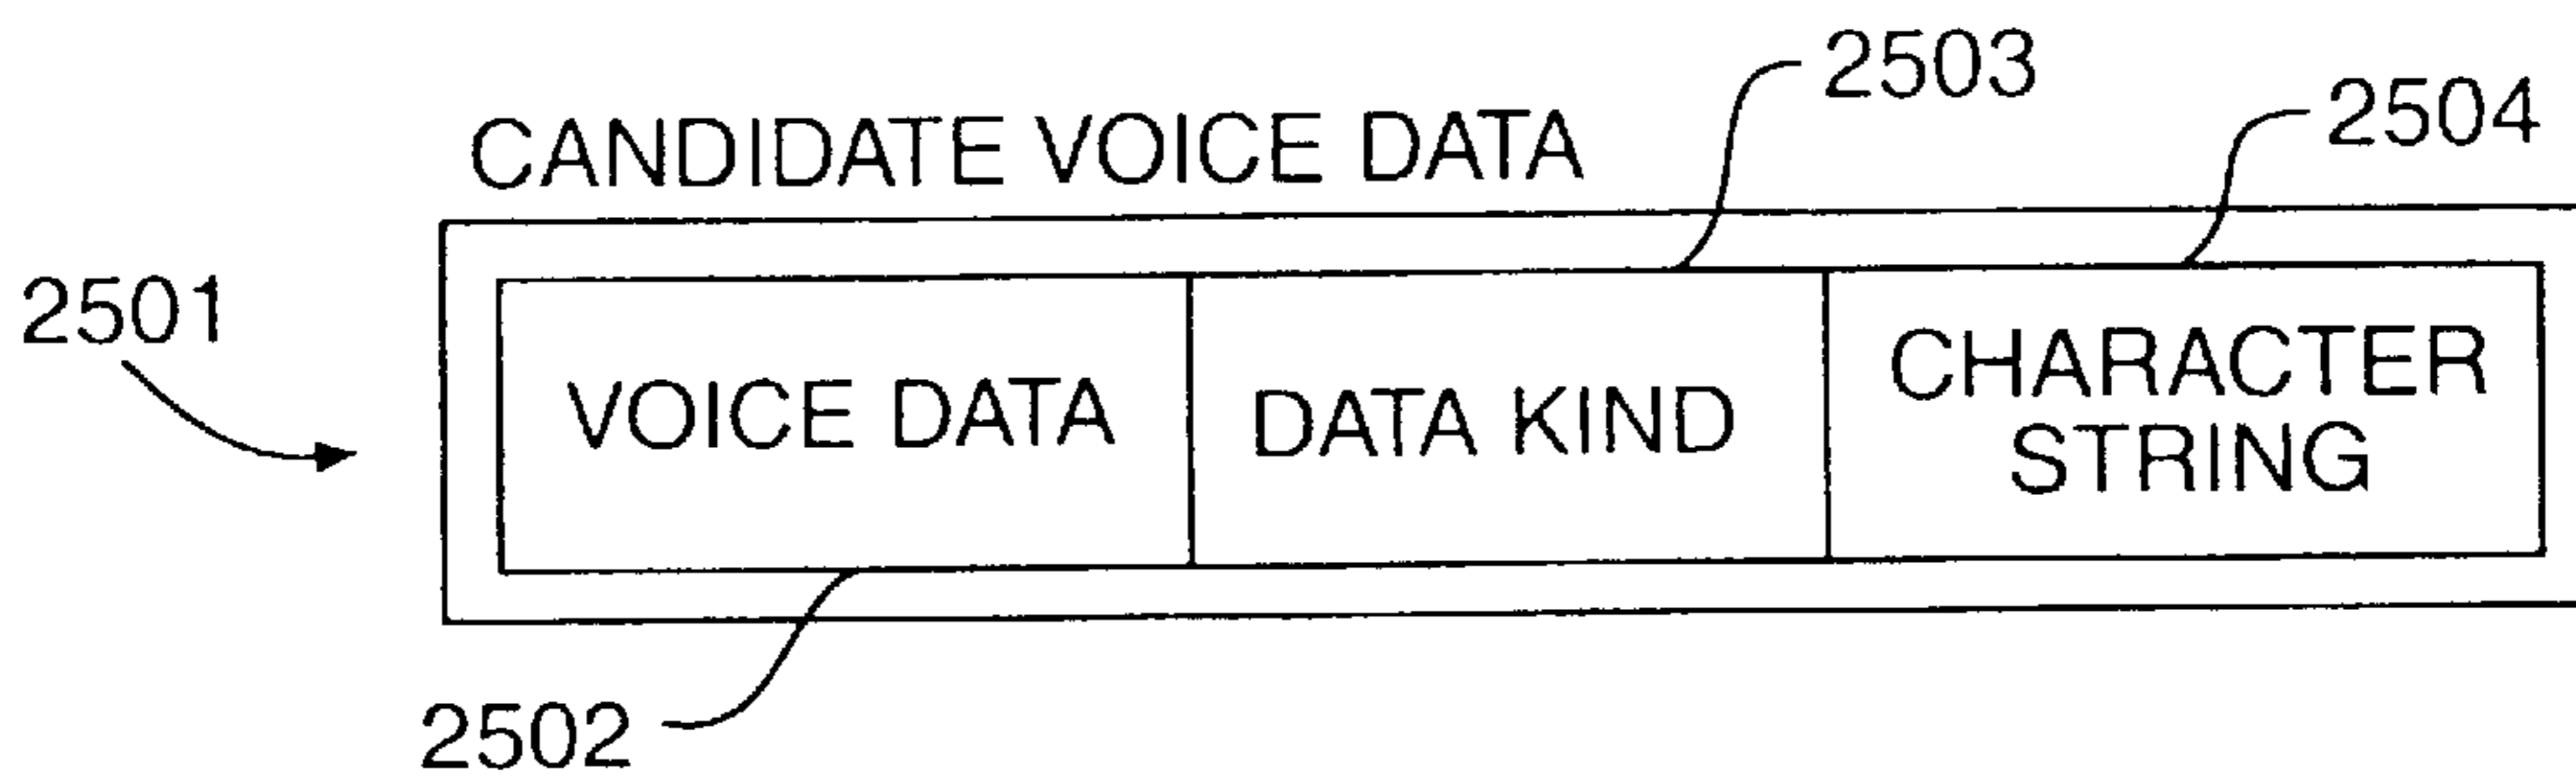 2503
2504
CANDIDATE VOICE DATA
2501
VOICE DATA
DATA KIND
CHARACTER
STRING
2502